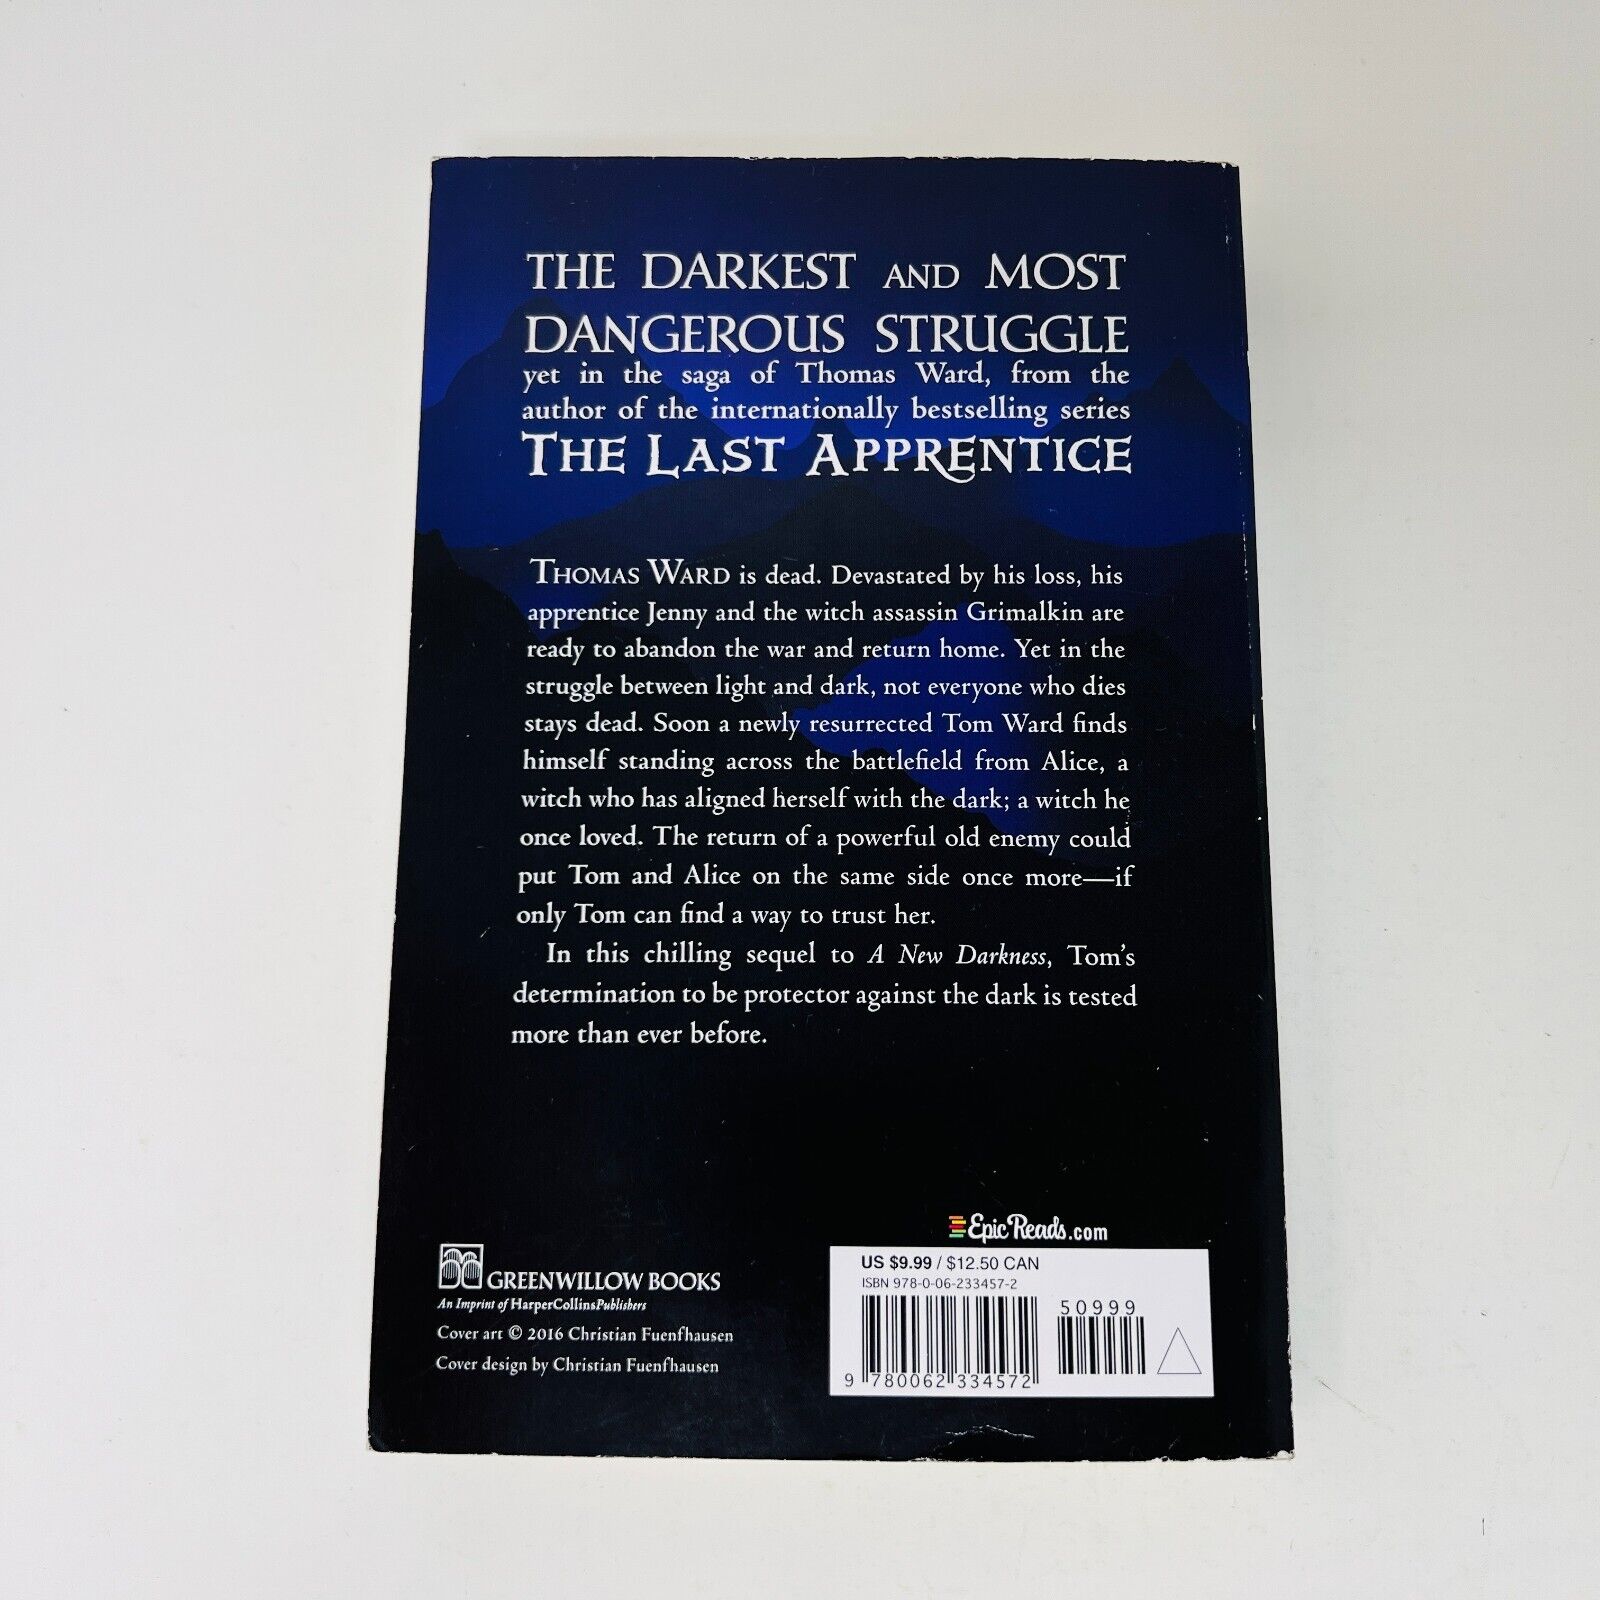 THE DARKEST AND MOST
DANGEROUS STRUGGLE
yet in the saga of Thomas Ward, from the
author of the internationally bestselling series
THE LAST APPRENTICE
THOMAS WARD is dead. Devastated by his loss, his
apprentice Jenny and the witch assassin Grimalkin are
ready to abandon the war and return home. Yet in the
struggle between light and dark, not everyone who dies
stays dead. Soon a newly resurrected Tom Ward finds
himself standing across the battlefield from Alice, a
witch who has aligned herself with the dark; a witch he
once loved. The return of a powerful old enemy could
put Tom and Alice on the same side once more—if
only Tom can find a way to trust her.
In this chilling sequel to A New Darkness, Tom's
determination to be protector against the dark is tested
more than ever before.
Epic Reads.com
GREENWILLOW BOOKS
An Imprint of HarperCollinsPublishers
Cover art © 2016 Christian Fuenfhausen
Cover design by Christian Fuenfhausen
US $9.99 / $12.50 CAN
ISBN 978-0-06-233457-2
50999
9 780062 334572